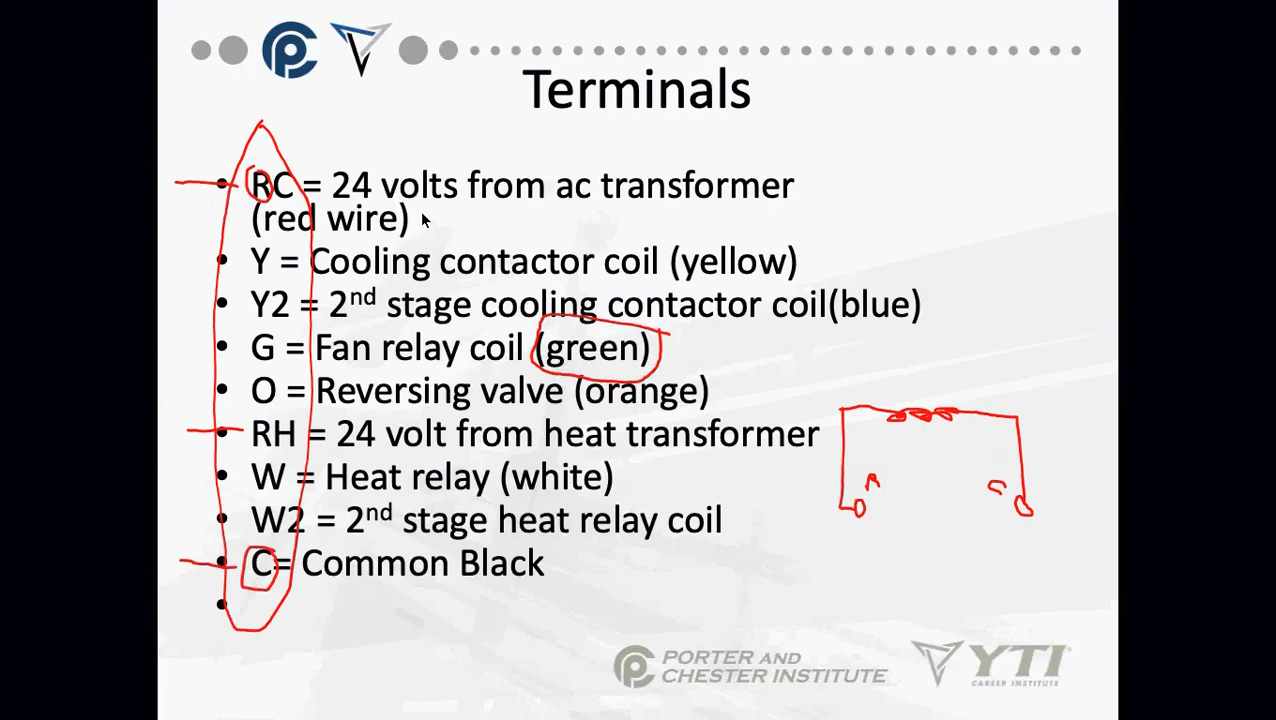 Terminals
• RC = 24 volts from ac transformer
(red wire)
• Y = Cooling contactor coil (yellow)
• Y2 = 2nd stage cooling contactor coil(blue)
• G = Fan relay coil (green)
• O = Reversing valve (orange)
• RH = 24 volt from heat transformer
• W = Heat relay (white)
• W2 = 2nd stage heat relay coil
• C= Common Black
•
R C
PORTER AND
CHESTER INSTITUTE
YTI
CAREER INSTITUTE